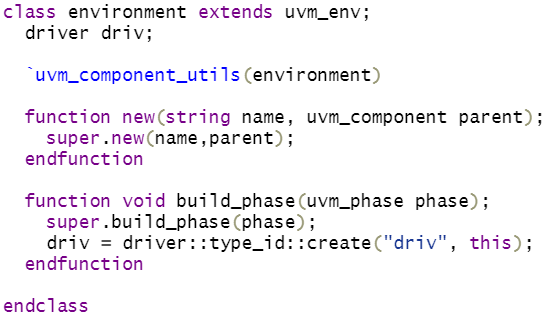 class environment extends uvm_env;
  driver driv;

  `uvm_component_utils(environment)

  function new(string name, uvm_component parent);
    super.new(name,parent);
  endfunction

  function void build_phase(uvm_phase phase);
    super.build_phase(phase);
    driv = driver::type_id::create("driv", this);
  endfunction

endclass